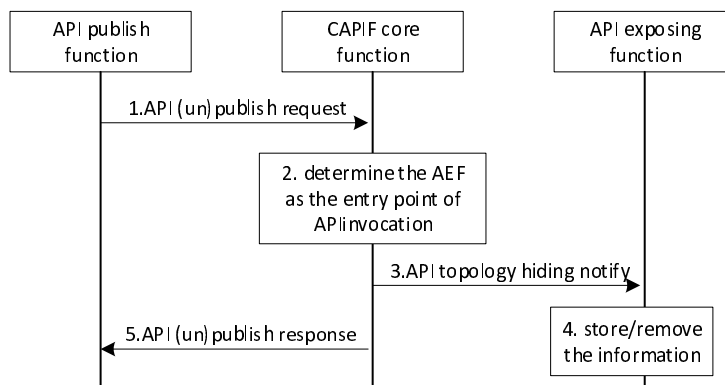 API publish
function
CAPIF core
function
API exposing
function
1.API (un) publish request
2. determine the AEF
as the entry point of
APIinvocation
3.API topology hiding notify
4. store/remove
the information
5.API (un) publish response